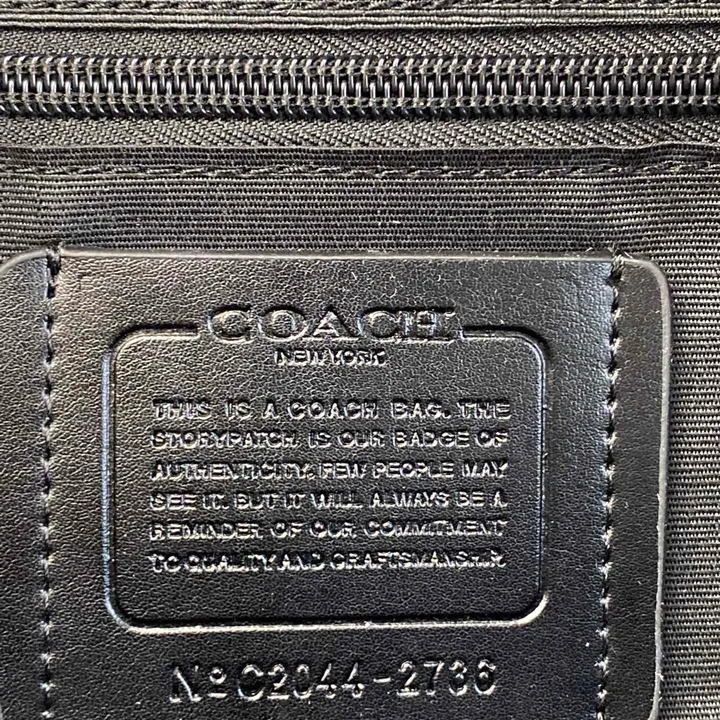 COACH
NEW YORK
THIS IS A COACH BAG. THE
STORYPATCH IS OUR BADGE OF
AUTHENTICITY. FEW PEOPLE MAY
SEE IT. BUT IT WILL ALWAYS BE A
REMINDER OF OUR COMMITMENT
TO QUALITY AND CRAFTSMANSHIP.
Nº C2044-2736